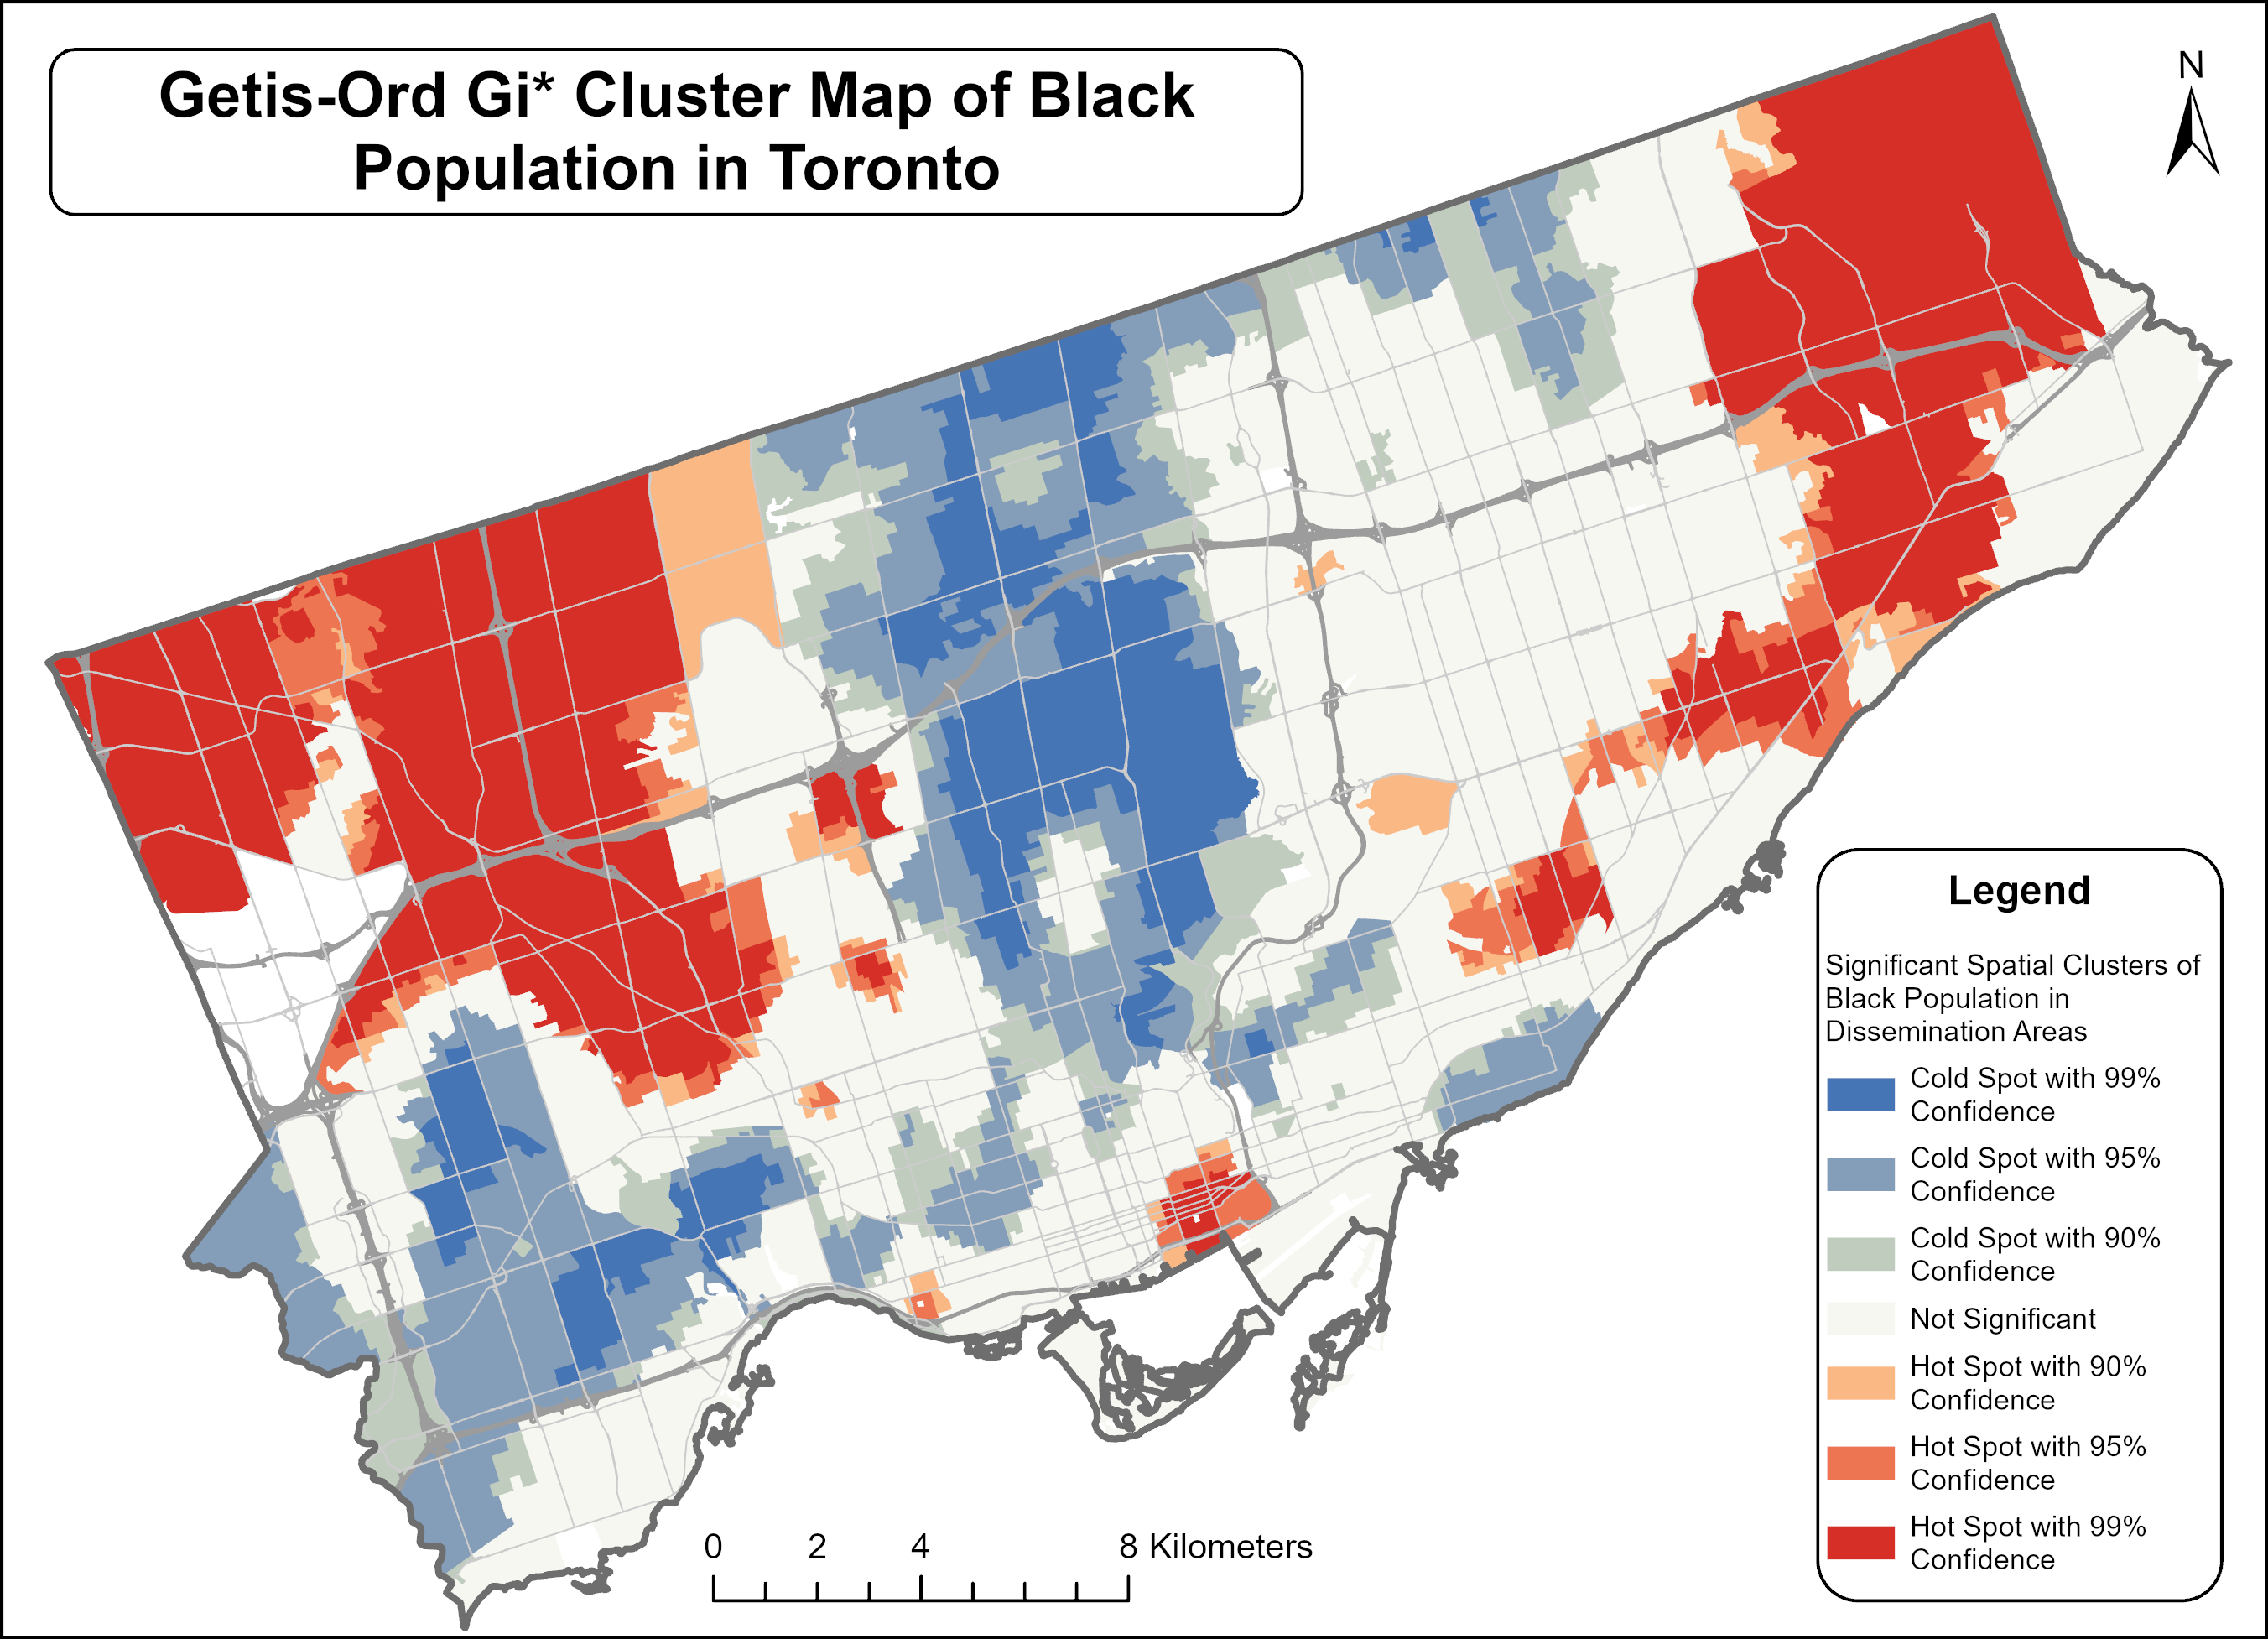 Getis-Ord Gi* Cluster Map of Black
Population in Toronto
N
Legend
Significant Spatial Clusters of
Black Population in
Dissemination Areas
Cold Spot with 99%
Confidence
Cold Spot with 95%
Confidence
Cold Spot with 90%
Confidence
Not Significant
Hot Spot with 90%
Confidence
Hot Spot with 95%
Confidence
Hot Spot with 99%
Confidence
0 2 4 8 Kilometers